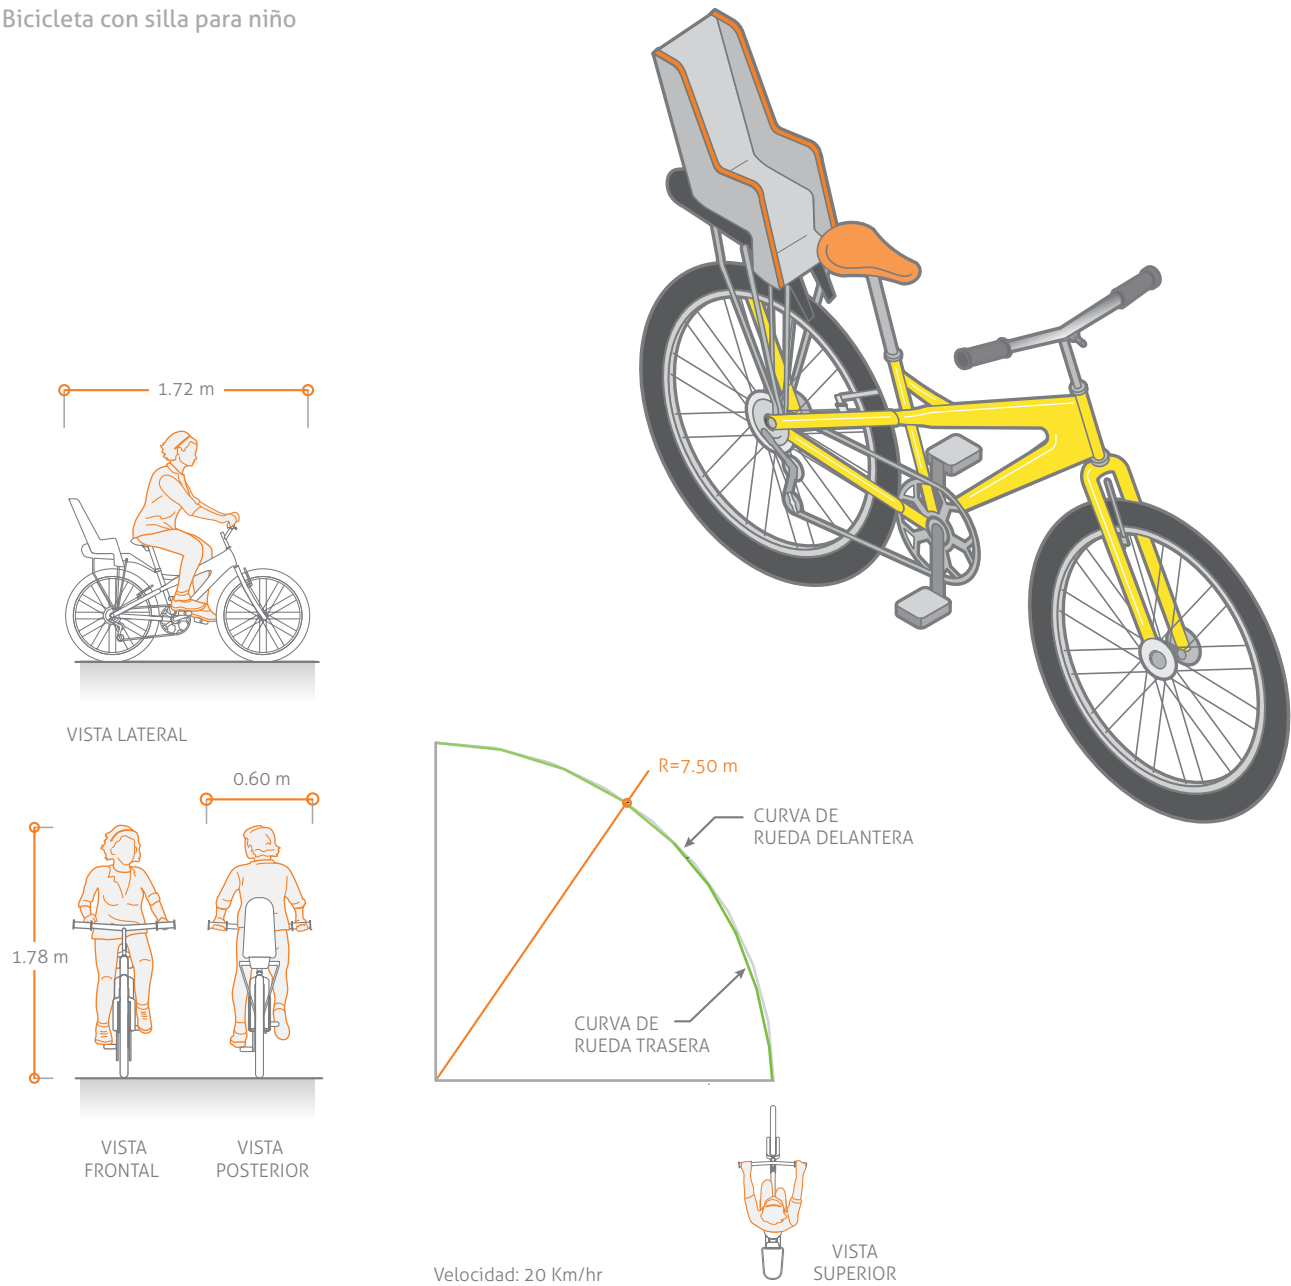 Bicicleta con silla para niño
1.72 m
VISTA LATERAL
0.60 m
1.78 m
VISTA
FRONTAL
VISTA
POSTERIOR
R=7.50 m
CURVA DE
RUEDA DELANTERA
CURVA DE
RUEDA TRASERA
VISTA
SUPERIOR
Velocidad: 20 Km/hr